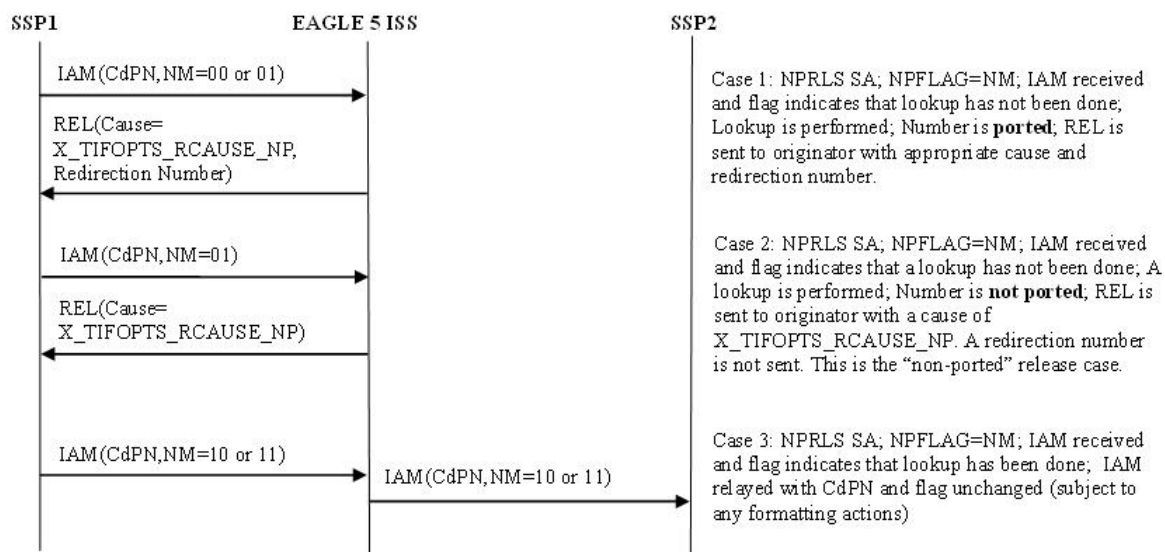 SSP1 EAGLE 5 ISS SSP2
IAM(CdPN,NM=00 or 01)
REL(Cause=
X_TIFOPTS_RCAUSE_NP,
Redirection Number)
Case 1: NPRLS SA; NPFLAG=NM; IAM received
and flag indicates that lookup has not been done;
Lookup is performed; Number is ported; REL is
sent to originator with appropriate cause and
redirection number.
IAM(CdPN,NM=01)
REL(Cause=
X_TIFOPTS_RCAUSE_NP)
Case 2: NPRLS SA; NPFLAG=NM; IAM received
and flag indicates that a lookup has not been done; A
lookup is performed; Number is not ported; REL is
sent to originator with a cause of
X_TIFOPTS_RCAUSE_NP. A redirection number
is not sent. This is the “non-ported” release case.
IAM(CdPN,NM=10 or 11)
IAM(CdPN,NM=10 or 11)
Case 3: NPRLS SA; NPFLAG=NM; IAM received
and flag indicates that lookup has been done; IAM
relayed with CdPN and flag unchanged (subject to
any formatting actions)